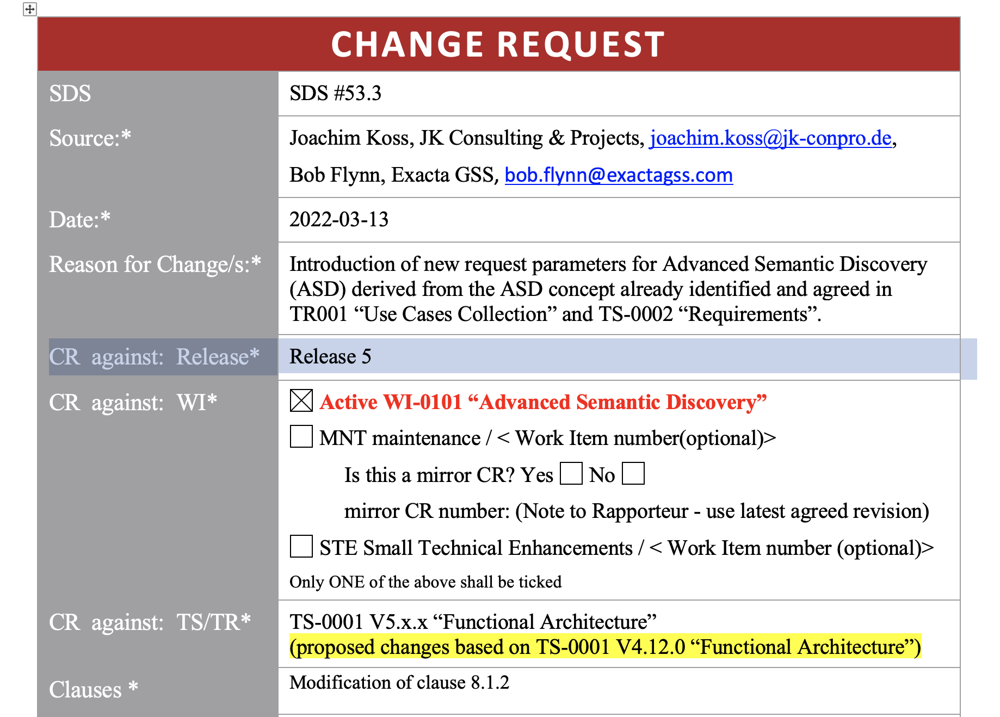 CHANGE REQUEST
SDS
SDS #53.3
Source:*
Joachim Koss, JK Consulting & Projects, joachim.koss@jk-conpro.de,
Bob Flynn, Exacta GSS, bob.flynn@exactagss.com
Date:*
2022-03-13
Reason for Change/s:*
Introduction of new request parameters for Advanced Semantic Discovery
(ASD) derived from the ASD concept already identified and agreed in
TR001 “Use Cases Collection” and TS-0002 “Requirements”.
CR against: Release*
Release 5
CR against: WI*
Active WI-0101 “Advanced Semantic Discovery”
MNT maintenance / < Work Item number(optional)>
Is this a mirror CR? Yes No
mirror CR number: (Note to Rapporteur - use latest agreed revision)
STE Small Technical Enhancements / < Work Item number (optional)>
Only ONE of the above shall be ticked
CR against: TS/TR*
TS-0001 V5.x.x “Functional Architecture”
(proposed changes based on TS-0001 V4.12.0 “Functional Architecture”)
Clauses *
Modification of clause 8.1.2